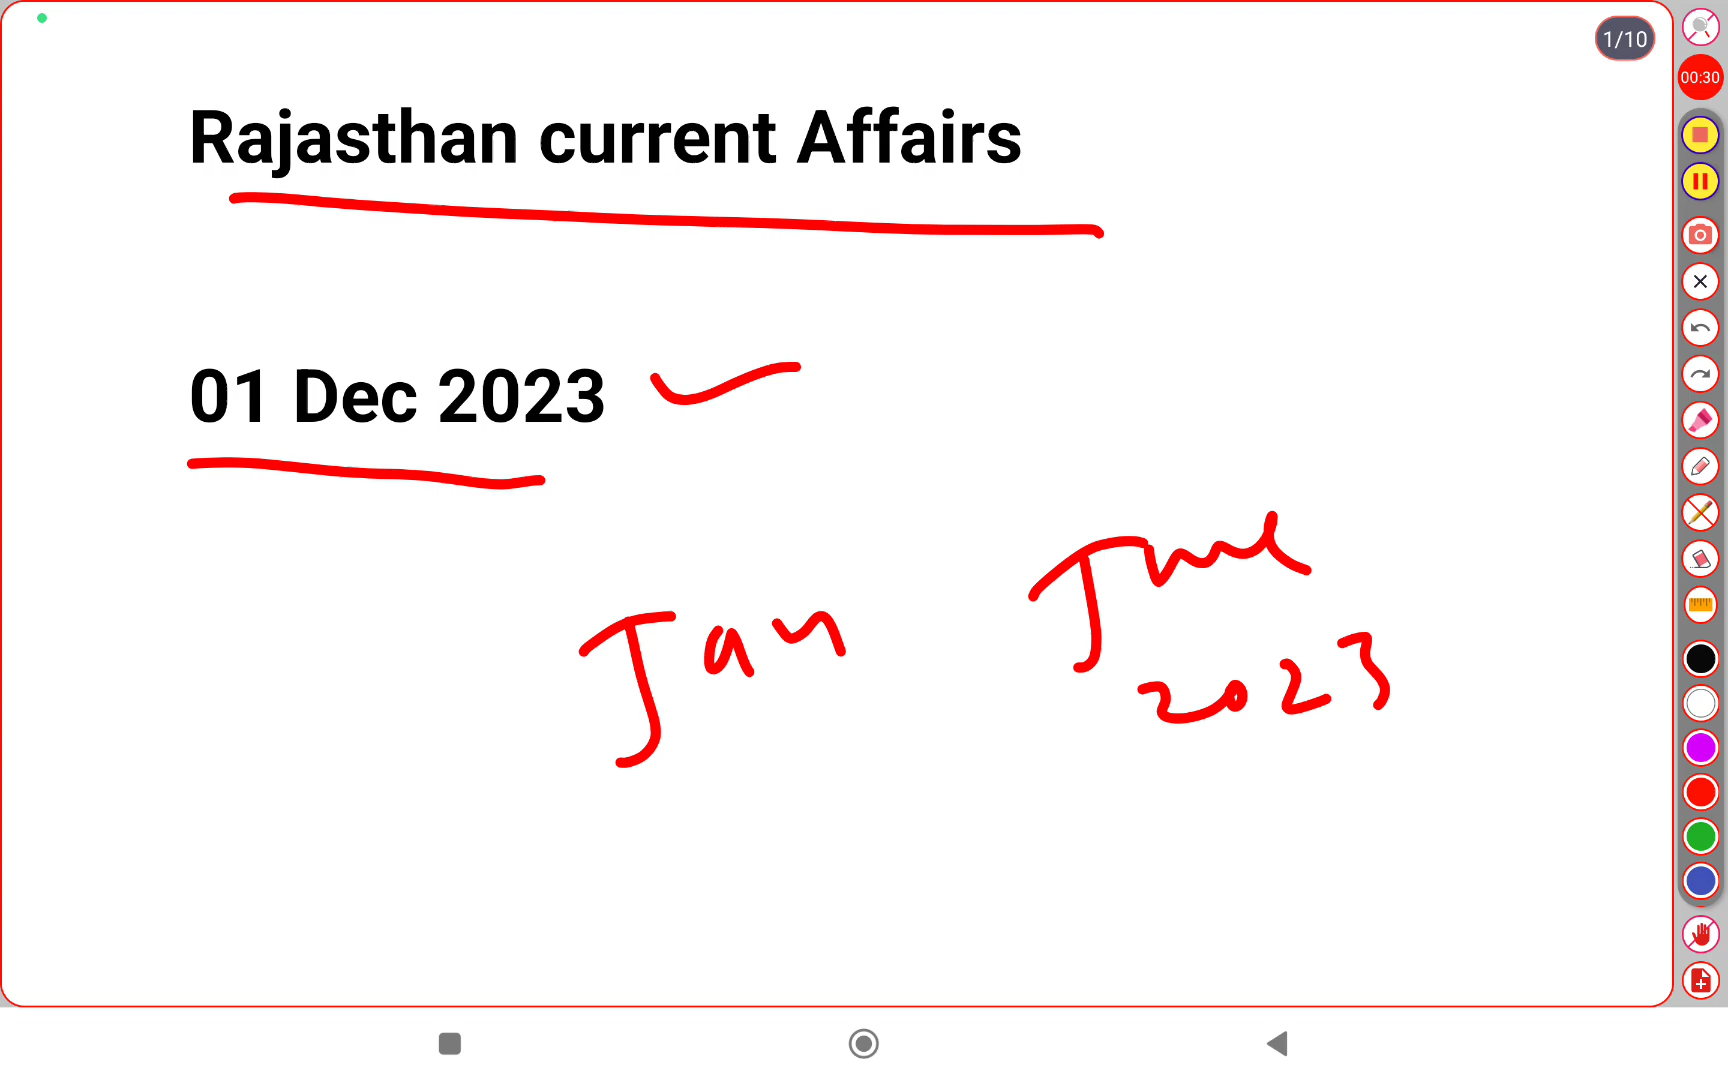 1/10
00:30
Rajasthan current Affairs
01 Dec 2023
Jan
June
2023